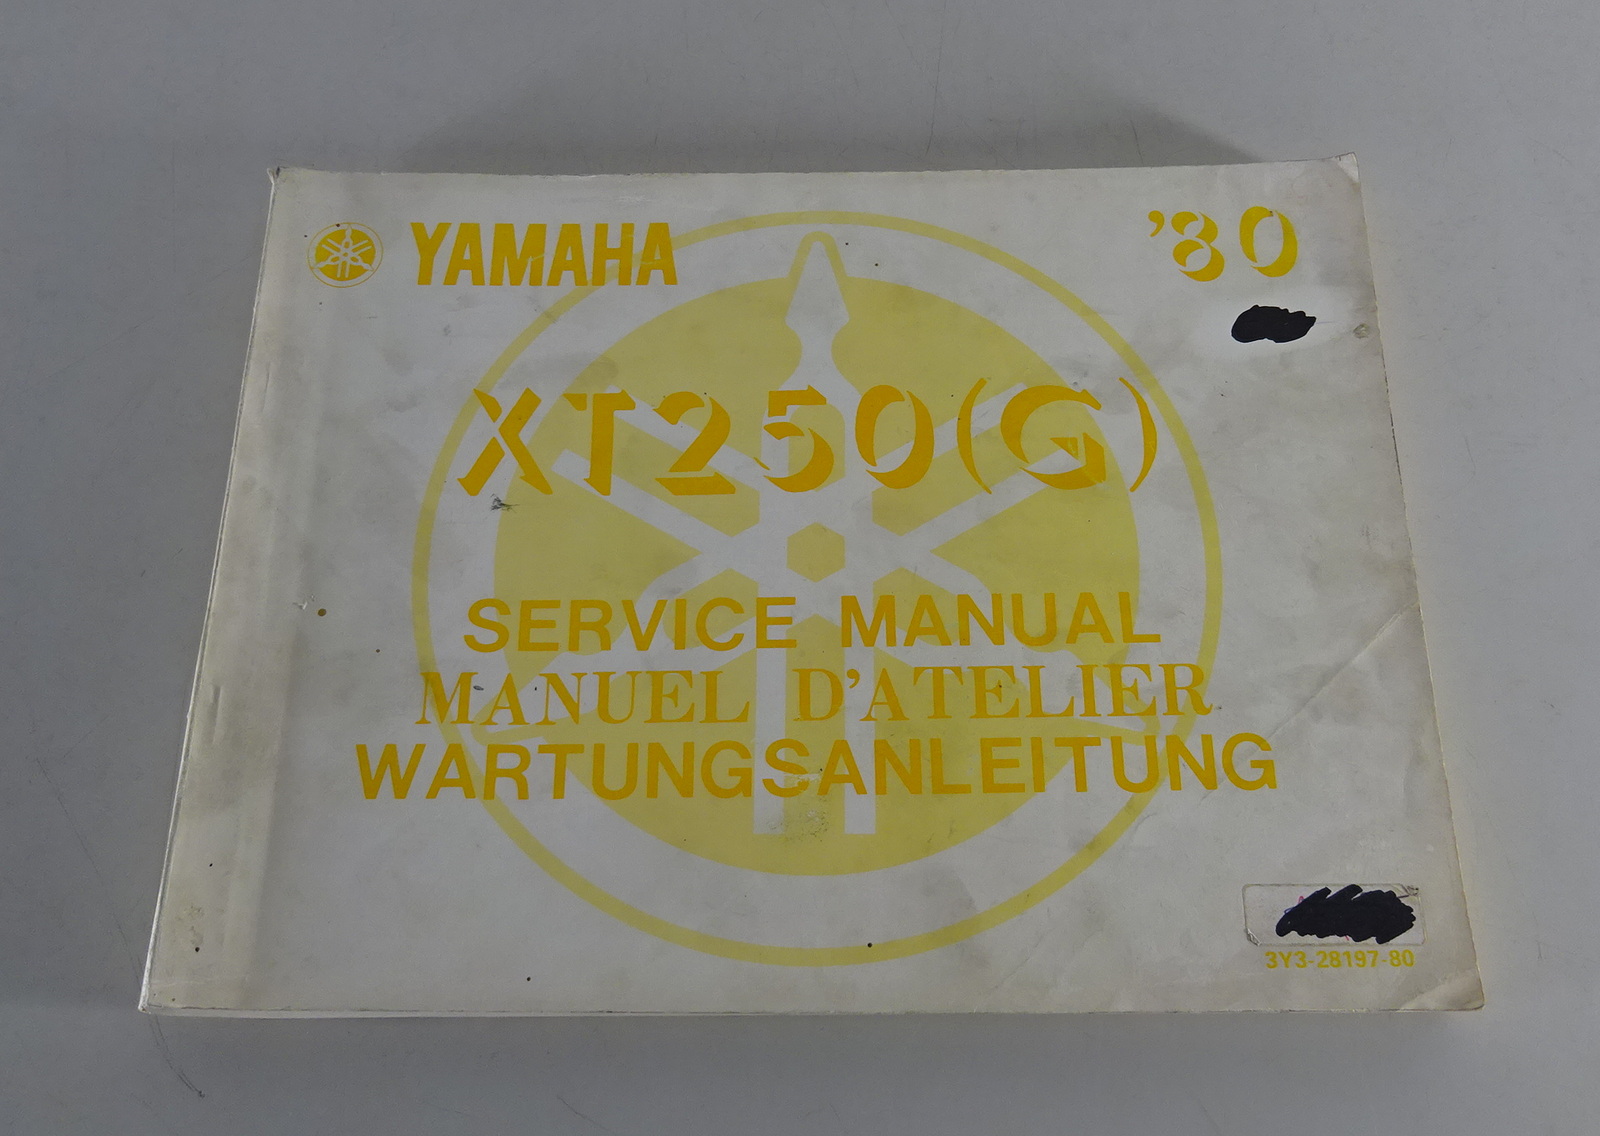 YAMAHA
'80
XT250(G)
SERVICE MANUAL
MANUEL D'ATELIER
WARTUNGSANLEITUNG
3Y3-28197-80